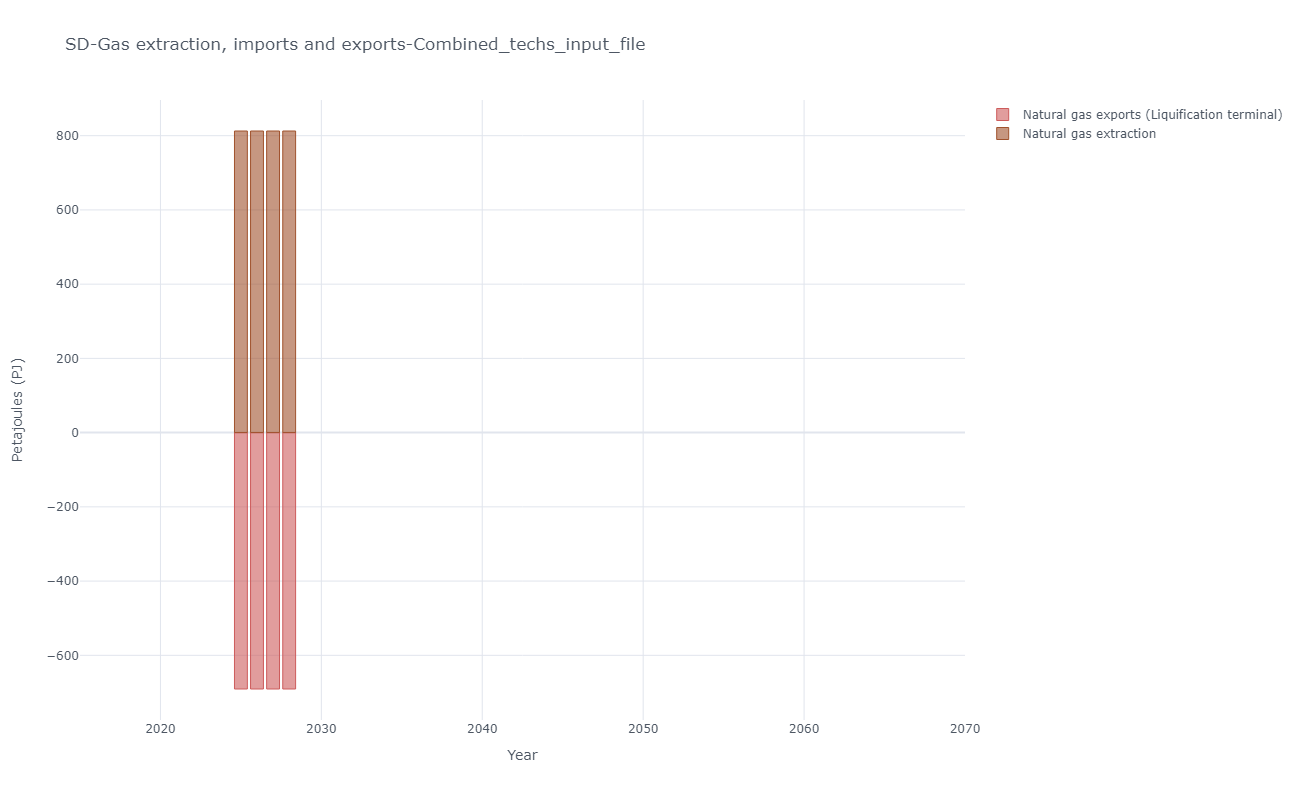 SD-Gas extraction, imports and exports-Combined_techs_input_file
Natural gas exports (Liquification terminal)
Natural gas extraction
800
600
400
200
0
−200
−400
−600
Petajoules (PJ)
2020 2030 2040 2050 2060 2070
Year